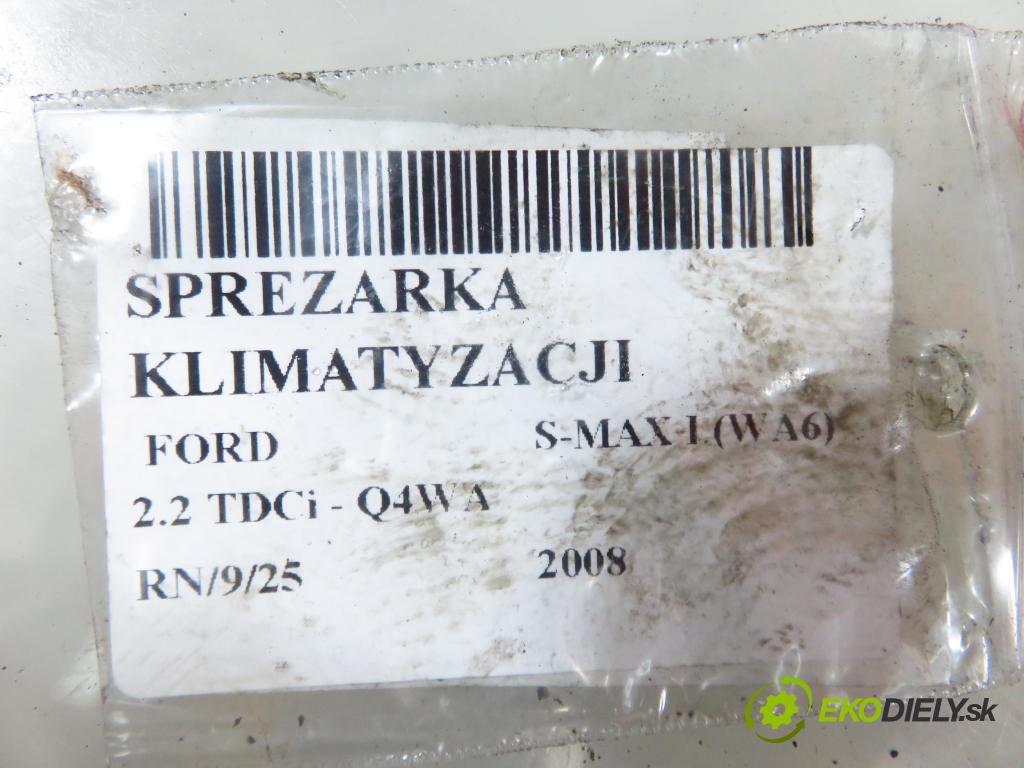 SPREZARKA
KLIMATYZACJI
FORD S-MAX I (WA6)
2.2 TDCi - Q4WA
RN/9/25 2008
EKODIELY.sk